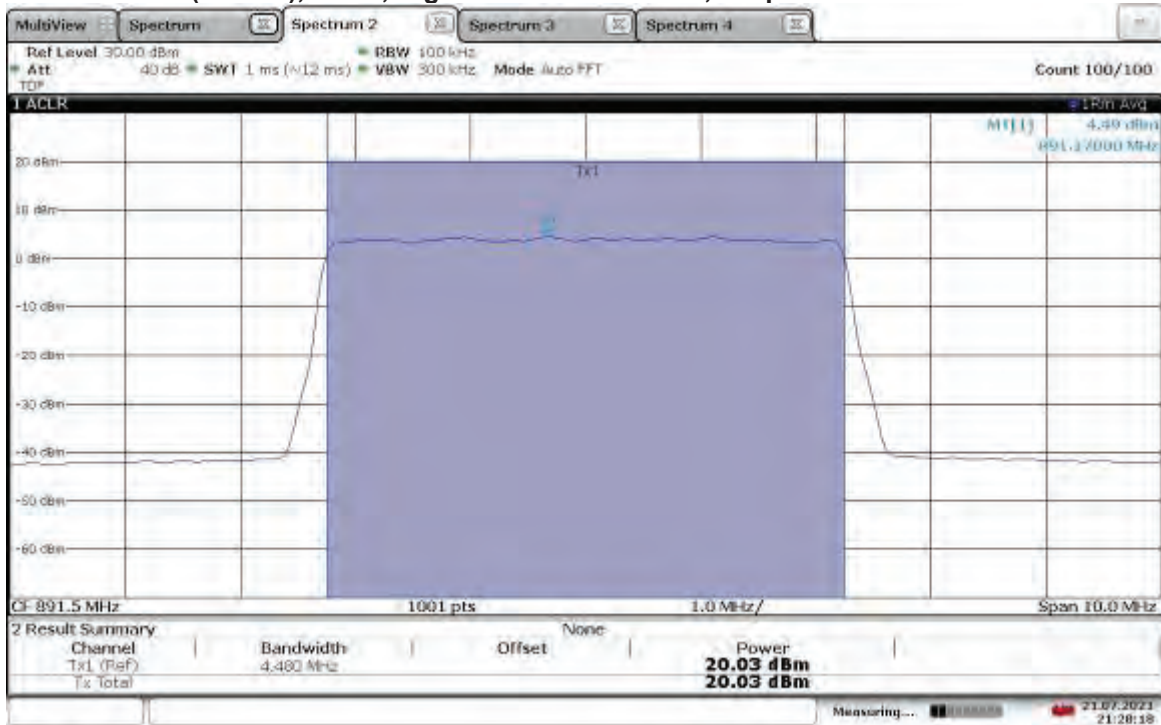 MultiView Spectrum Spectrum 2 Spectrum 3 Spectrum 4
Ref Level 30.00 dBm RBW 100 kHz
Att 40 dB SWT 1 ms (~12 ms) VBW 300 kHz Mode Auto FFT Count 100/100
TDF
1 ACLR 1Rm Avg
M1[1] 4.49 dBm
891.17000 MHz
20 dBm
Tx1
10 dBm
0 dBm
-10 dBm
-20 dBm
-30 dBm
-40 dBm
-50 dBm
-60 dBm
CF 891.5 MHz 1001 pts 1.0 MHz/ Span 10.0 MHz
2 Result Summary None
Channel Bandwidth Offset Power
Tx1 (Ref) 4.480 MHz 20.03 dBm
Tx Total 20.03 dBm
Measuring... 21.07.2021
21:28:18